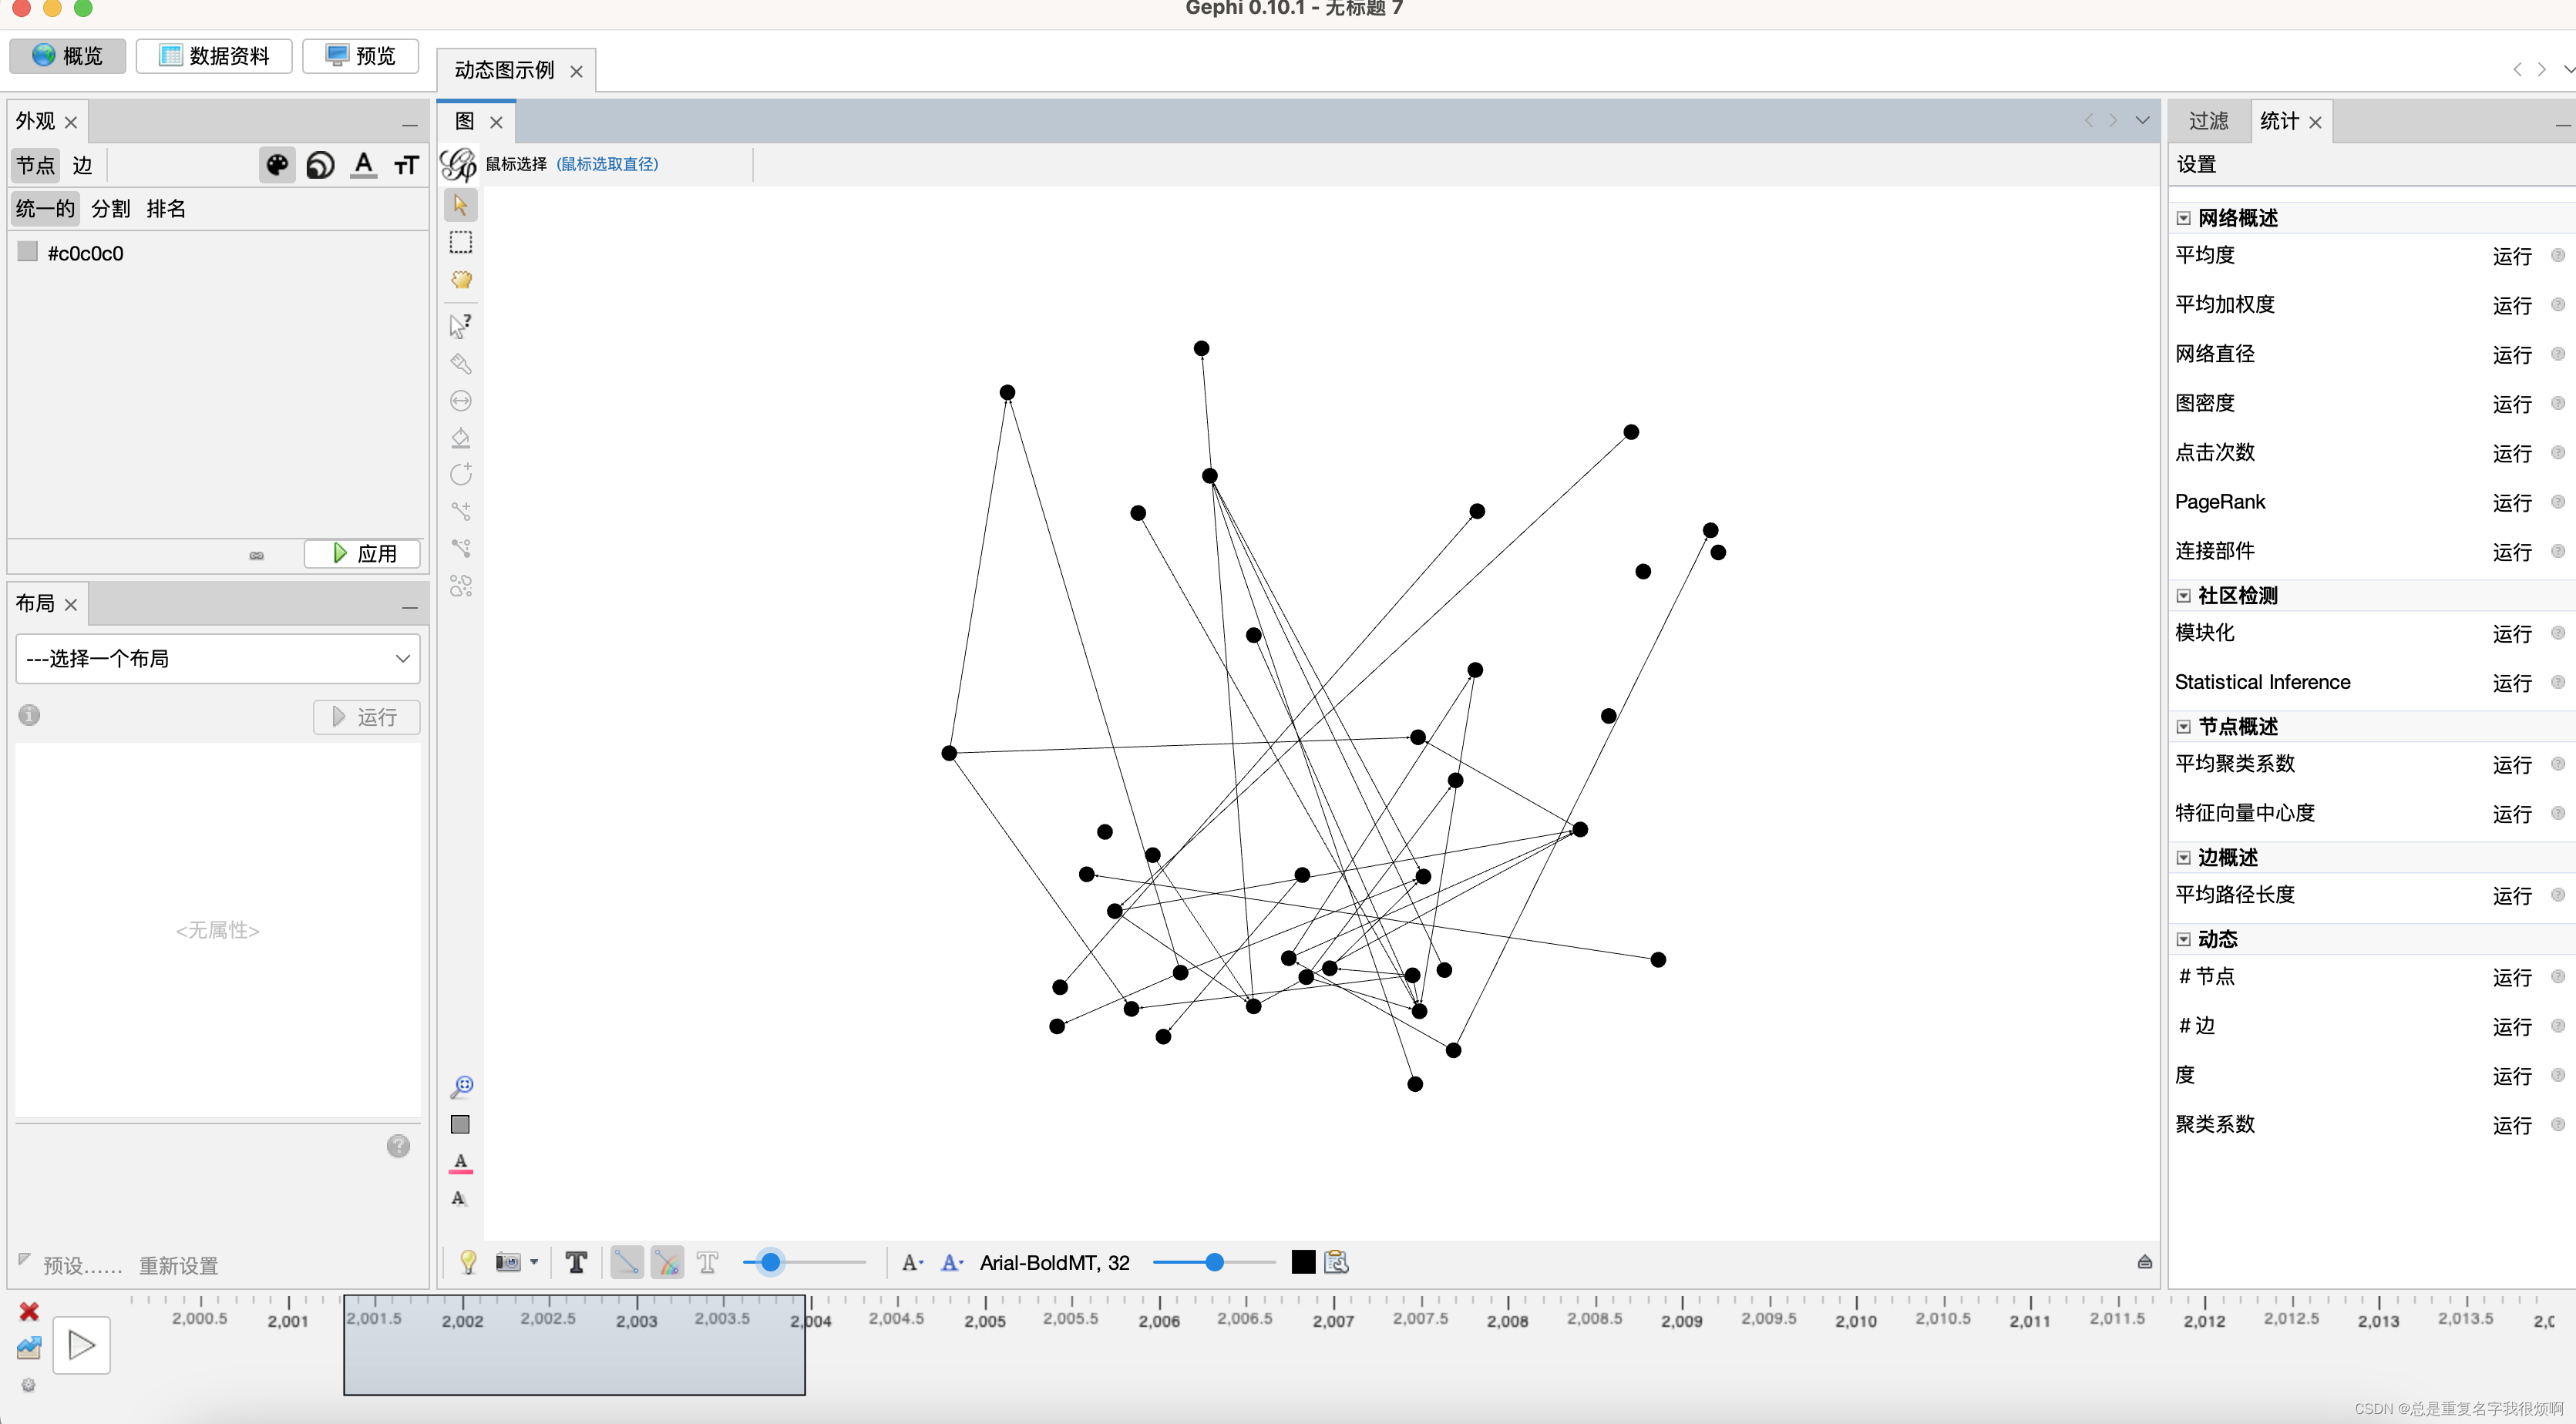 Gephi 0.10.1 - 无标题 7
概览
数据资料
预览
动态图示例
外观
节点 边
统一的 分割 排名
#c0c0c0
应用
布局
---选择一个布局
运行
<无属性>
预设...... 重新设置
图
鼠标选择 (鼠标选取直径)
Arial-BoldMT, 32
过滤 统计
设置
网络概述
平均度 运行
平均加权度 运行
网络直径 运行
图密度 运行
点击次数 运行
PageRank 运行
连接部件 运行
社区检测
模块化 运行
Statistical Inference 运行
节点概述
平均聚类系数 运行
特征向量中心度 运行
边概述
平均路径长度 运行
动态
# 节点 运行
# 边 运行
度 运行
聚类系数 运行
2,000.5 2,001 2,001.5 2,002 2,002.5 2,003 2,003.5 2,004 2,004.5 2,005 2,005.5 2,006 2,006.5 2,007 2,007.5 2,008 2,008.5 2,009 2,009.5 2,010 2,010.5 2,011 2,011.5 2,012 2,012.5 2,013 2,013.5
CSDN @总是重复名字我很烦啊